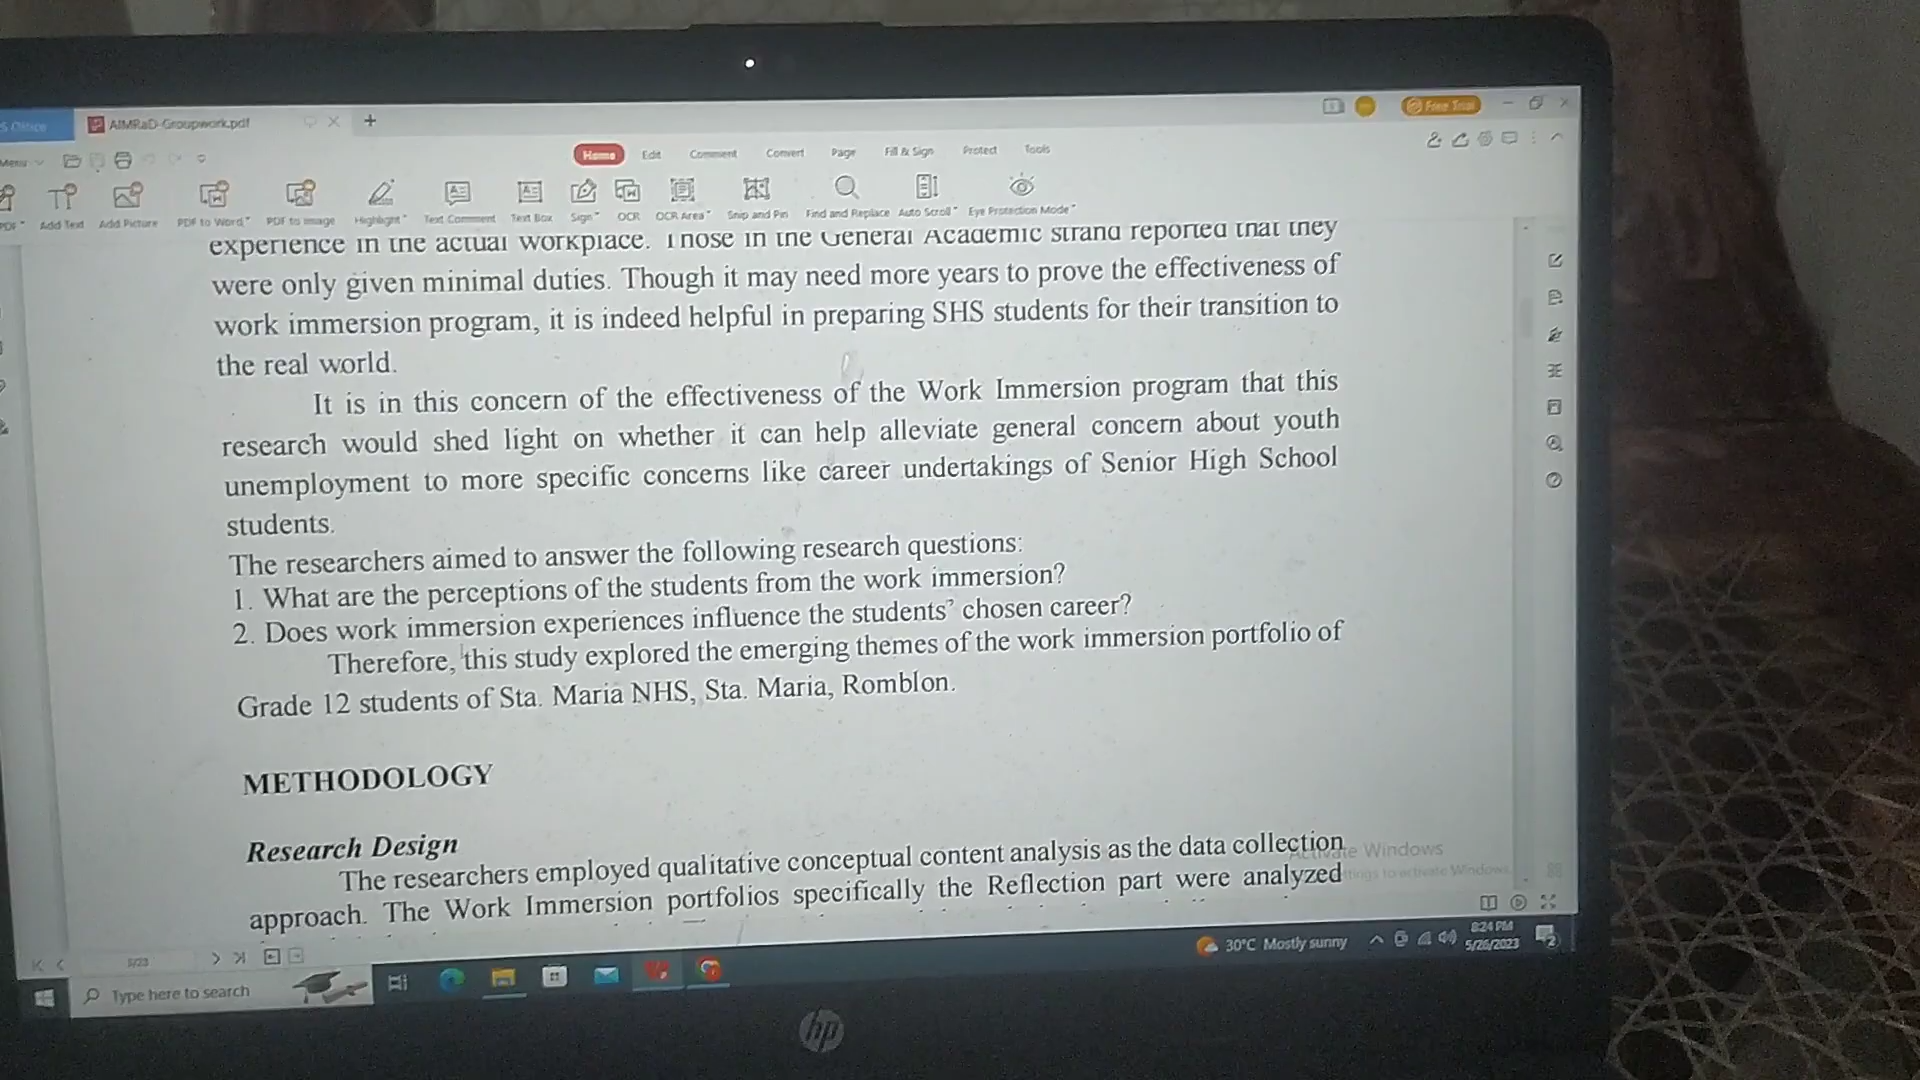 AIMRaD-Groupwork.pdf
Free Trial
Menu
Home Edit Comment Convert Page Fill & Sign Protect Tools
Add Text Add Picture PDF to Word PDF to Image Highlight Text Comment Text Box Sign OCR OCR Area Snip and Pin Find and Replace Auto Scroll Eye Protection Mode
experience in the actual workplace. Those in the General Academic strand reported that they
were only given minimal duties. Though it may need more years to prove the effectiveness of
work immersion program, it is indeed helpful in preparing SHS students for their transition to
the real world.
It is in this concern of the effectiveness of the Work Immersion program that this
research would shed light on whether it can help alleviate general concern about youth
unemployment to more specific concerns like career undertakings of Senior High School
students.
The researchers aimed to answer the following research questions:
1. What are the perceptions of the students from the work immersion?
2. Does work immersion experiences influence the students' chosen career?
Therefore, this study explored the emerging themes of the work immersion portfolio of
Grade 12 students of Sta. Maria NHS, Sta. Maria, Romblon.
METHODOLOGY
Research Design
The researchers employed qualitative conceptual content analysis as the data collection
approach. The Work Immersion portfolios specifically the Reflection part were analyzed
Activate Windows
to activate Windows.
30°C Mostly sunny
8:24 PM
5/26/2023
Type here to search
hp